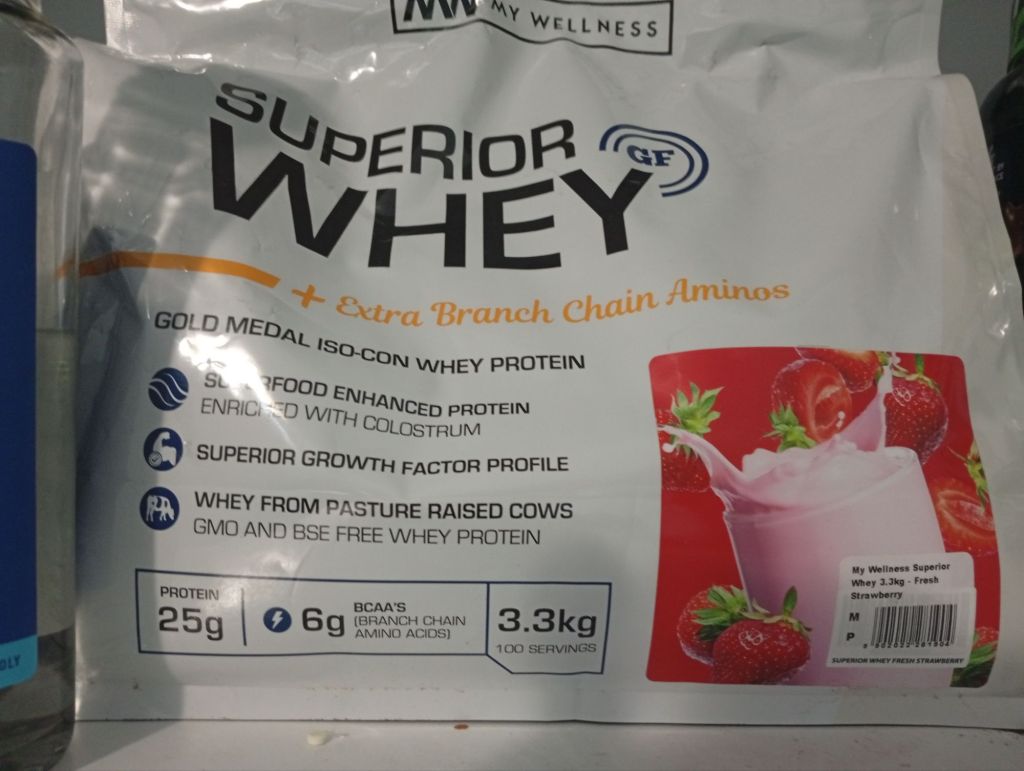 MW MY WELLNESS
SUPERIOR
WHEY
GF
+ Extra Branch Chain Aminos
GOLD MEDAL ISO-CON WHEY PROTEIN
SUPERFOOD ENHANCED PROTEIN
ENRICHED WITH COLOSTRUM
SUPERIOR GROWTH FACTOR PROFILE
WHEY FROM PASTURE RAISED COWS
GMO AND BSE FREE WHEY PROTEIN
PROTEIN
25g
6g
BCAA'S
(BRANCH CHAIN
AMINO ACIDS)
3.3kg
100 SERVINGS
My Wellness Superior
Whey 3.3kg - Fresh
Strawberry
M
P
SUPERIOR WHEY FRESH STRAWBERRY